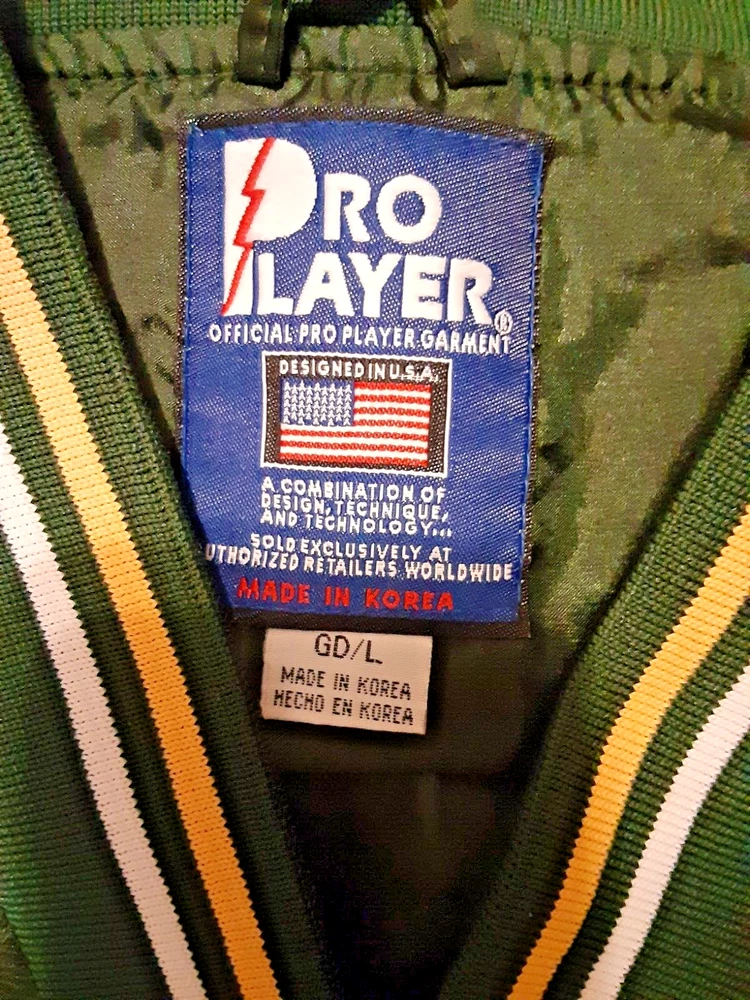 PRO
PLAYER®
OFFICIAL PRO PLAYER GARMENT
DESIGNED IN U.S.A.
A COMBINATION OF
DESIGN, TECHNIQUE,
AND TECHNOLOGY...
SOLD EXCLUSIVELY AT
UTHORIZED RETAILERS WORLDWIDE
MADE IN KOREA
GD/L
MADE IN KOREA
HECHO EN KOREA